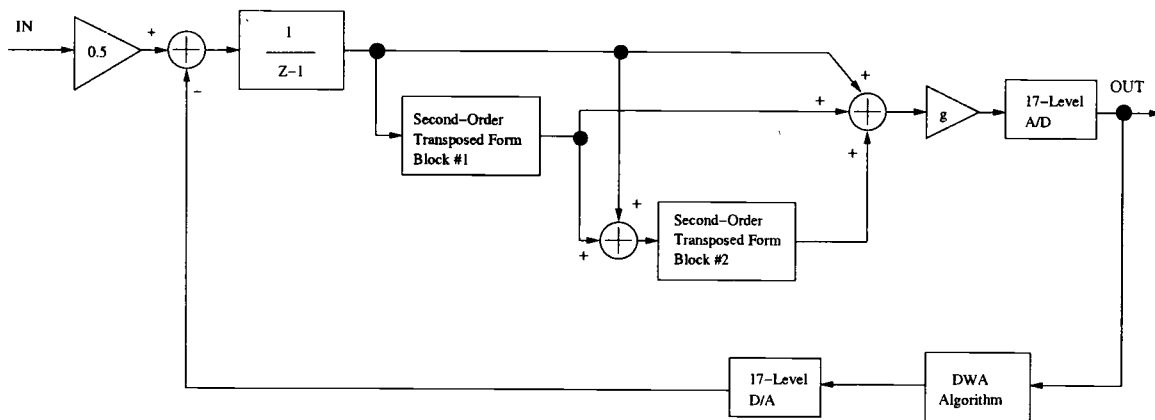 IN
0.5
+
−
1
Z−1
Second−Order
Transposed Form
Block #1
+
+
Second−Order
Transposed Form
Block #2
+
+
+
g
17−Level
A/D
OUT
17−Level
D/A
DWA
Algorithm